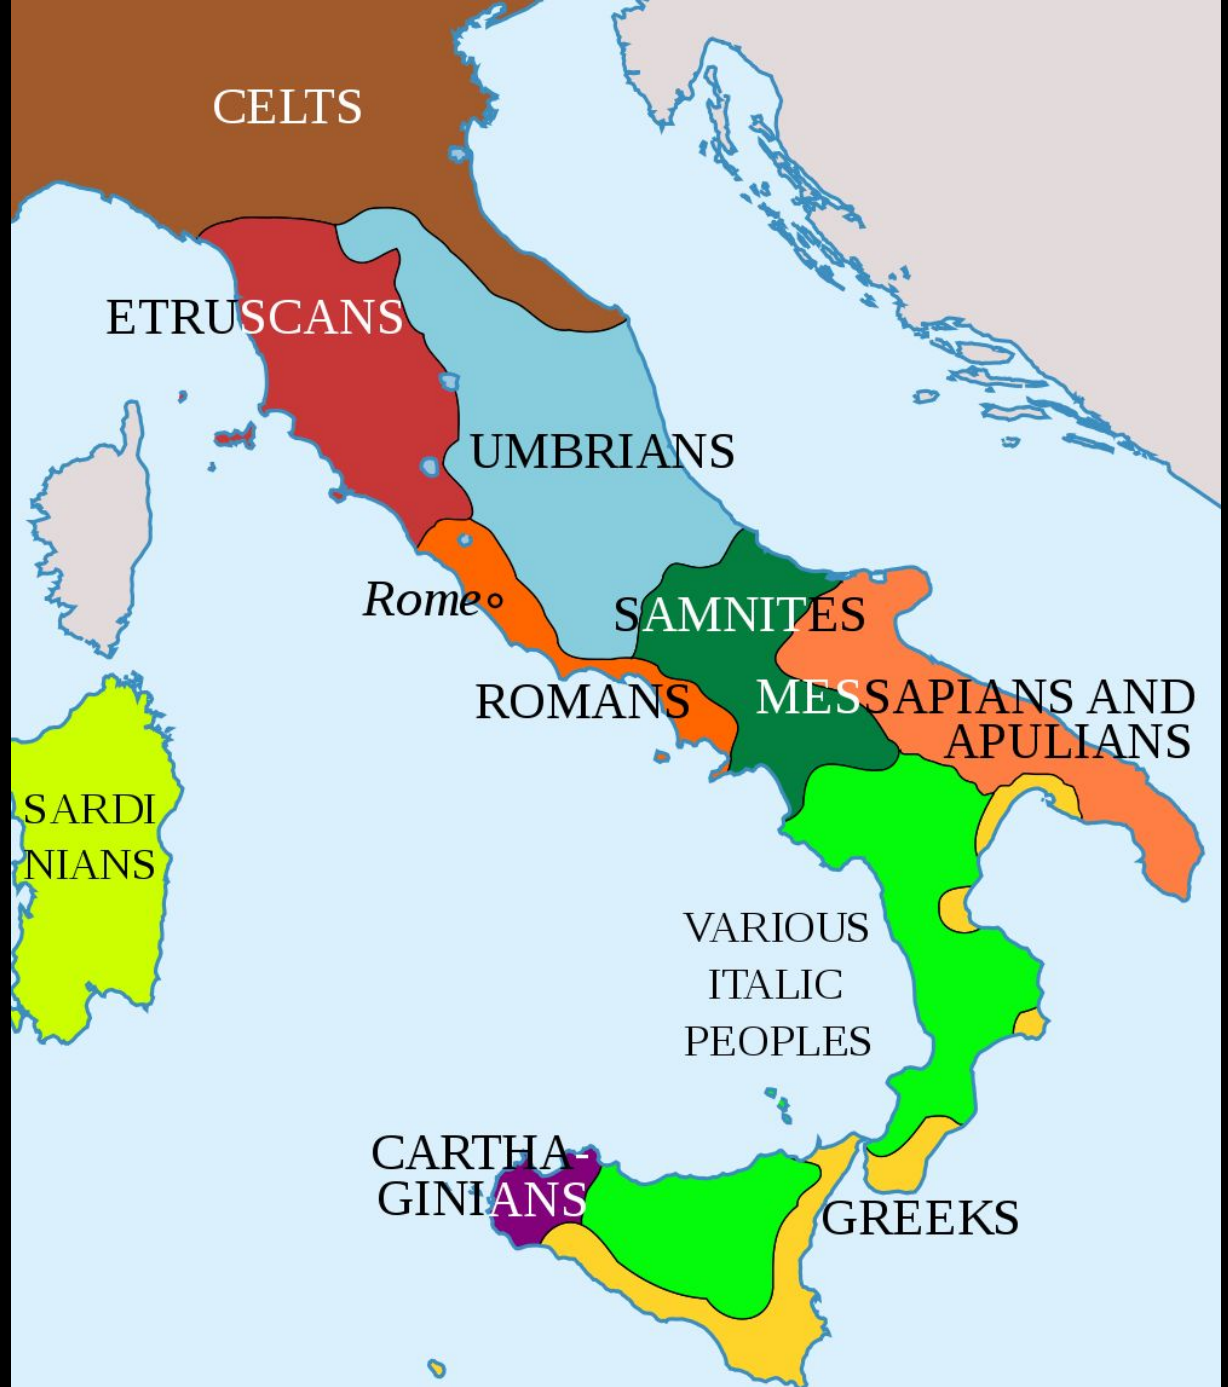 CELTS
ETRUSCANS
UMBRIANS
Rome
SAMNITES
ROMANS
MESSAPIANS AND
APULIANS
SARDI
NIANS
VARIOUS
ITALIC
PEOPLES
CARTHA-
GINIANS
GREEKS